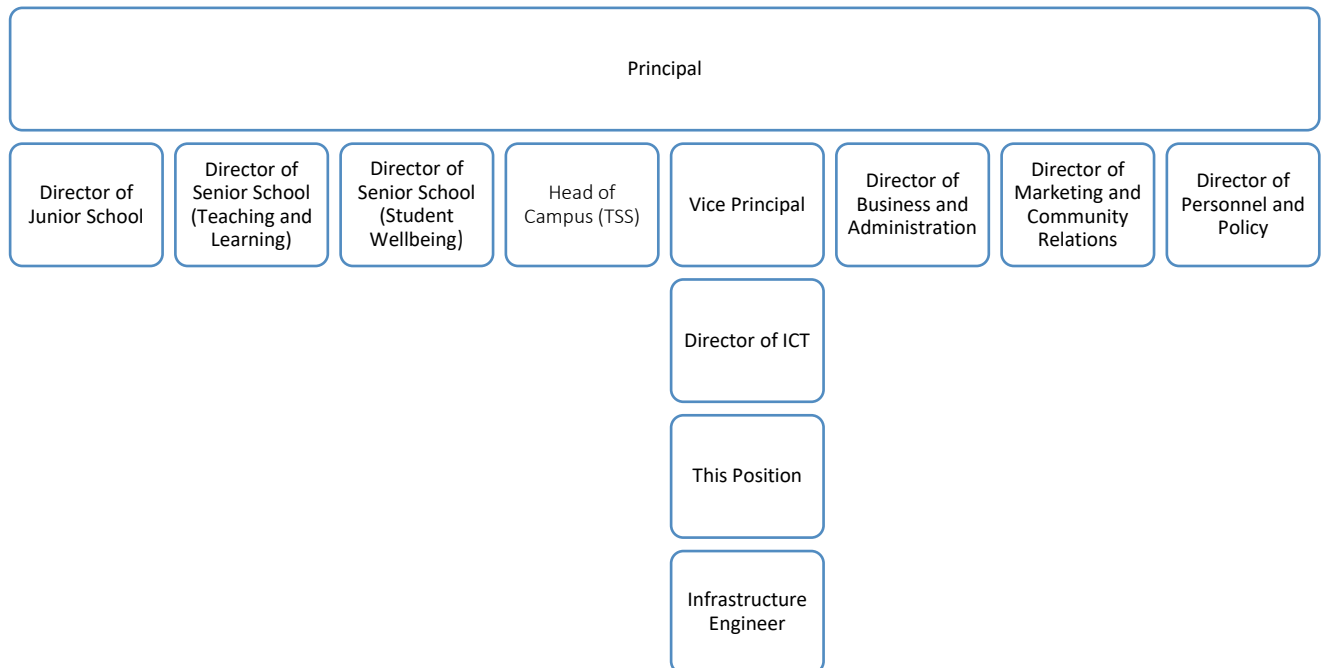 Principal
Director of
Junior School
Director of
Senior School
(Teaching and
Learning)
Director of
Senior School
(Student
Wellbeing)
Head of
Campus (TSS)
Vice Principal
Director of
Business and
Administration
Director of
Marketing and
Community
Relations
Director of
Personnel and
Policy
Director of ICT
This Position
Infrastructure
Engineer